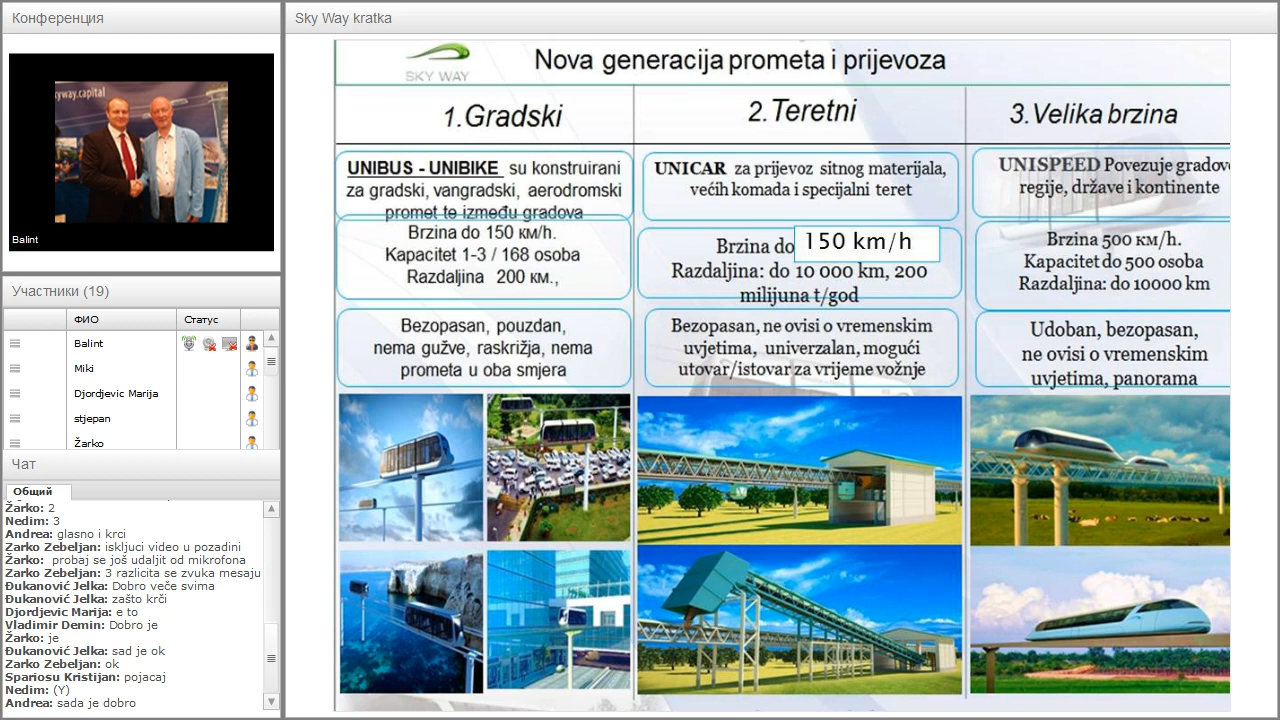 Конференция
kyway.capital
Balint
Участники (19)
ФИО
Статус
Balint
Miki
Djordjevic Marija
stjepan
Žarko
Чат
Общий
Žarko: 2
Nedim: 3
Andrea: glasno i krci
Zarko Zebeljan: iskljuci video u pozadini
Žarko: probaj se još udaljit od mikrofona
Zarko Zebeljan: 3 razlicita se zvuka mesaju
Đukanović Jelka: Dobro veče svima
Đukanović Jelka: zašto krči
Djordjevic Marija: e to
Vladimir Demin: Dobro je
Žarko: je
Đukanović Jelka: sad je ok
Zarko Zebeljan: ok
Spariosu Kristijan: pojacaj
Nedim: (Y)
Andrea: sada je dobro
Sky Way kratka
SKY WAY
Nova generacija prometa i prijevoza
1.Gradski
UNIBUS - UNIBIKE su konstruirani
za gradski, vangradski, aerodromski
promet te između gradova
Brzina do 150 км/h.
Kapacitet 1-3 / 168 osoba
Razdaljina 200 км.,
Bezopasan, pouzdan,
nema gužve, raskrižja, nema
prometa u oba smjera
2.Teretni
UNICAR za prijevoz sitnog materijala,
većih komada i specijalni teret
Brzina do 150 km/h
Razdaljina: do 10 000 km, 200
milijuna t/god
Bezopasan, ne ovisi o vremenskim
uvjetima, univerzalan, mogući
utovar/istovar za vrijeme vožnje
3.Velika brzina
UNISPEED Povezuje gradove
regije, države i kontinente
Brzina 500 км/h.
Kapacitet do 500 osoba
Razdaljina: do 10000 km
Udoban, bezopasan,
ne ovisi o vremenskim
uvjetima, panorama